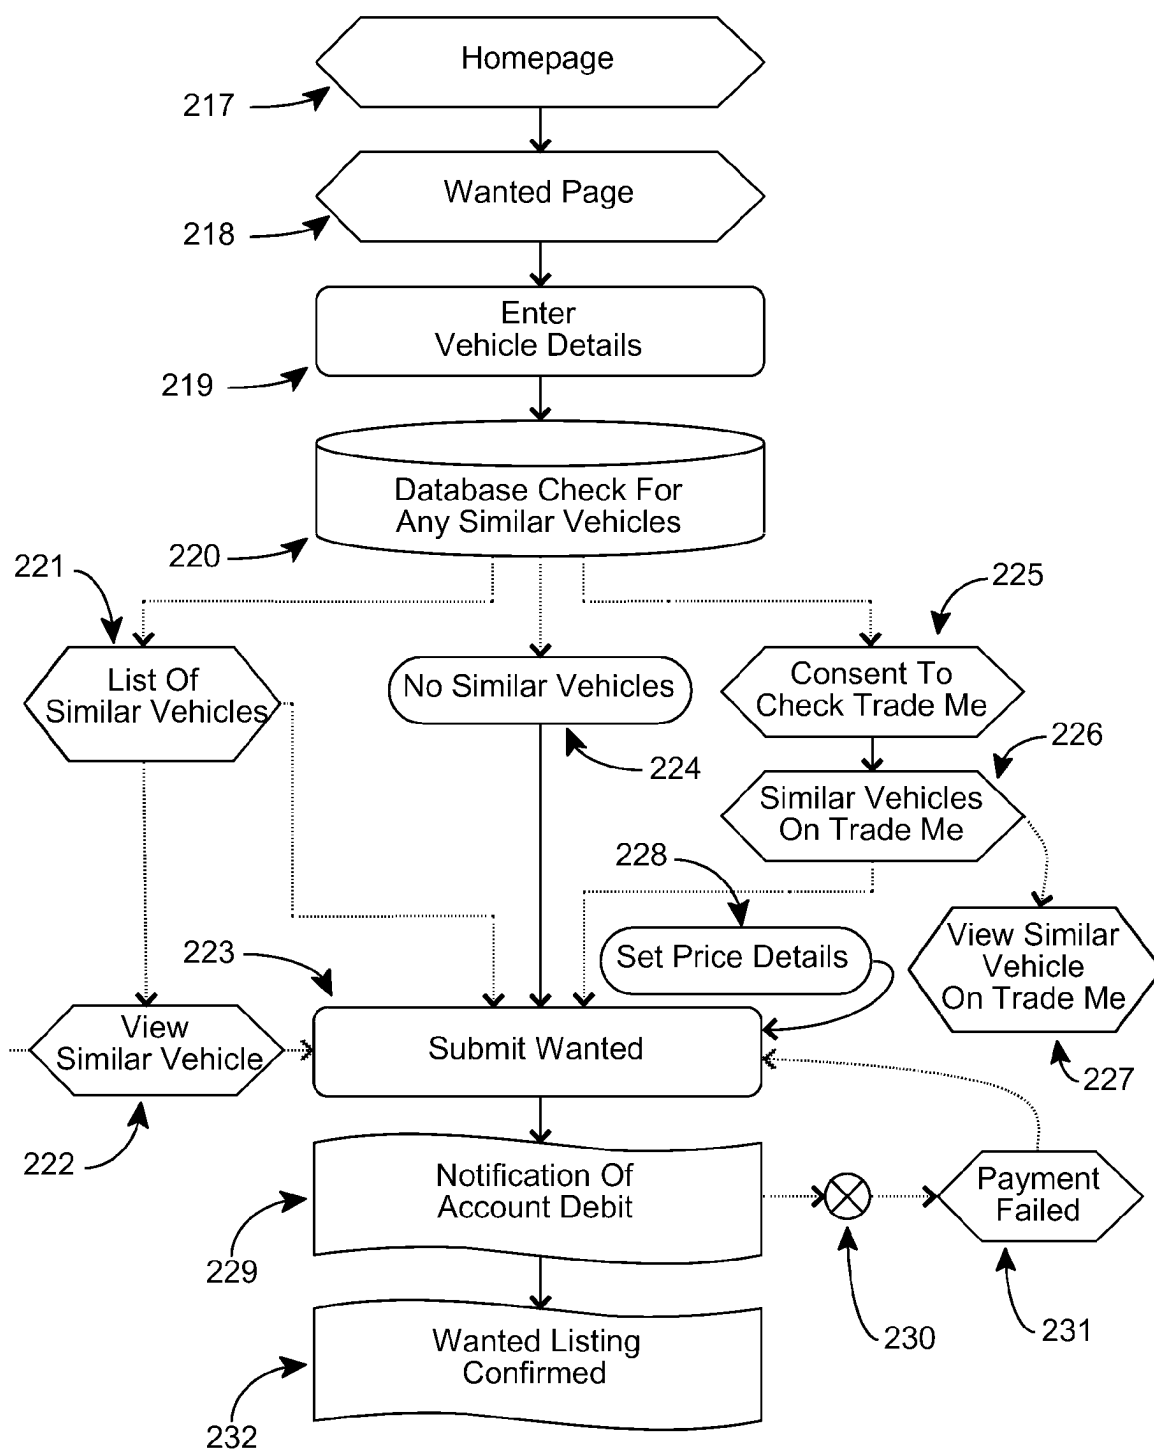 Homepage
217
Wanted Page
218
Enter
Vehicle Details
219
Database Check For
Any Similar Vehicles
220
221
225
List Of
Similar Vehicles
No Similar Vehicles
Consent To
Check Trade Me
224
226
Similar Vehicles
On Trade Me
228
223
Set Price Details
View Similar
Vehicle
On Trade Me
View
Similar Vehicle
Submit Wanted
227
222
Notification Of
Account Debit
Payment
Failed
229
230
231
Wanted Listing
Confirmed
232